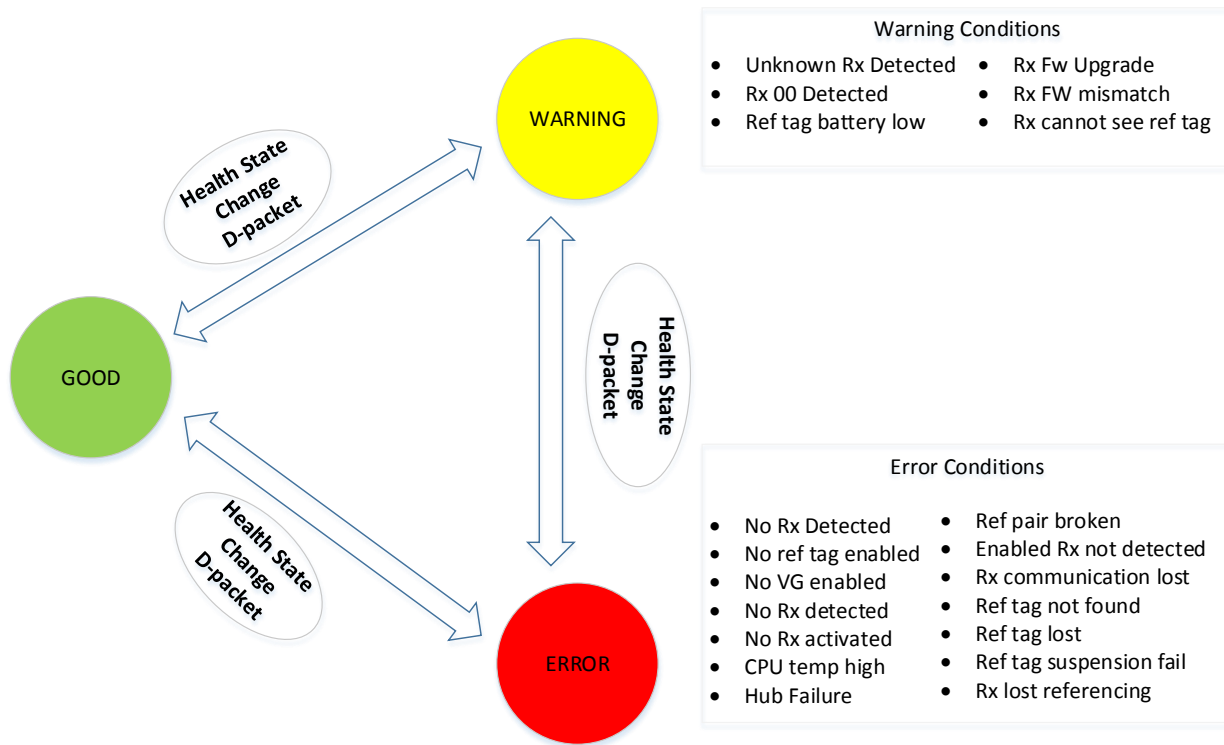 WARNING
Warning Conditions
• Unknown Rx Detected
• Rx 00 Detected
• Ref tag battery low
• Rx Fw Upgrade
• Rx FW mismatch
• Rx cannot see ref tag
Health State
Change
D-packet
GOOD
Health State
Change
D-packet
Health State
Change
D-packet
ERROR
Error Conditions
• No Rx Detected
• No ref tag enabled
• No VG enabled
• No Rx detected
• No Rx activated
• CPU temp high
• Hub Failure
• Ref pair broken
• Enabled Rx not detected
• Rx communication lost
• Ref tag not found
• Ref tag lost
• Ref tag suspension fail
• Rx lost referencing